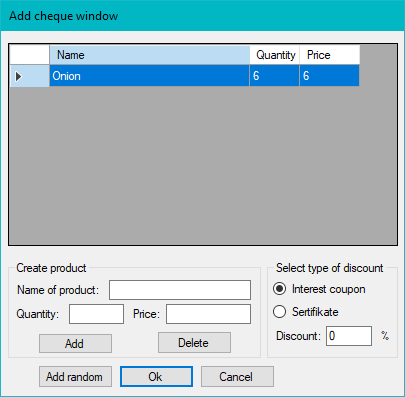 Add cheque window
Name Quantity Price
Onion 6 6
Create product
Name of product:
Quantity: Price:
Add Delete
Select type of discount
Interest coupon
Sertifikate
Discount: 0 %
Add random Ok Cancel